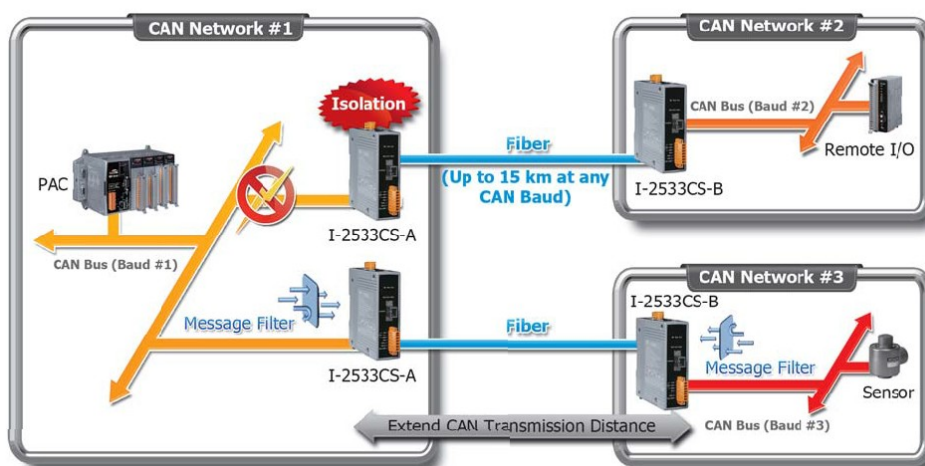 CAN Network #1
Isolation
PAC
CAN Bus (Baud #1)
I-2533CS-A
Message Filter
I-2533CS-A
Fiber
(Up to 15 km at any
CAN Baud)
Fiber
Extend CAN Transmission Distance
CAN Network #2
CAN Bus (Baud #2)
Remote I/O
I-2533CS-B
CAN Network #3
I-2533CS-B
Message Filter
Sensor
CAN Bus (Baud #3)